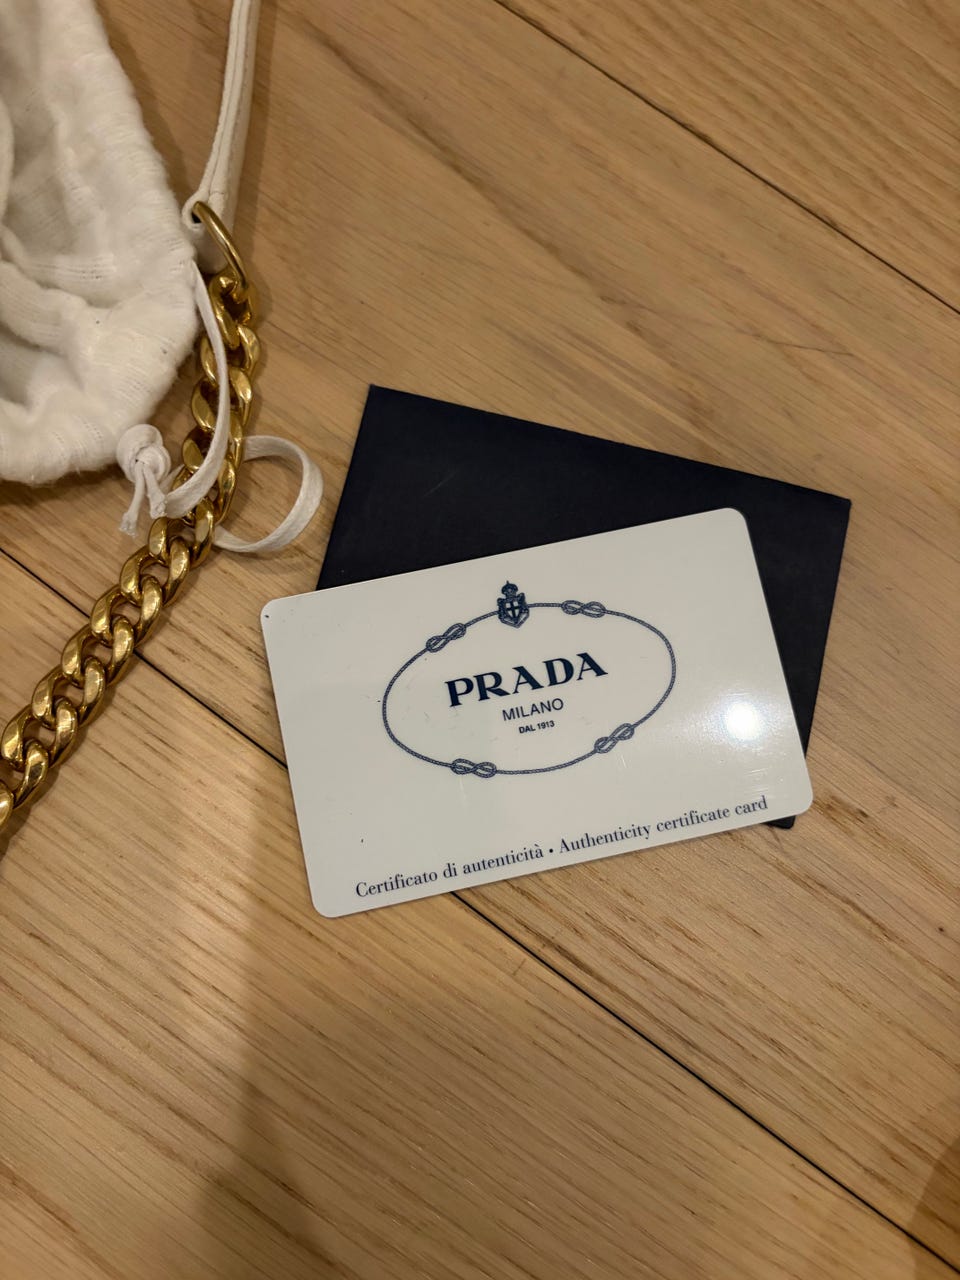 PRADA
MILANO
DAL 1913
Certificato di autenticità • Authenticity certificate card